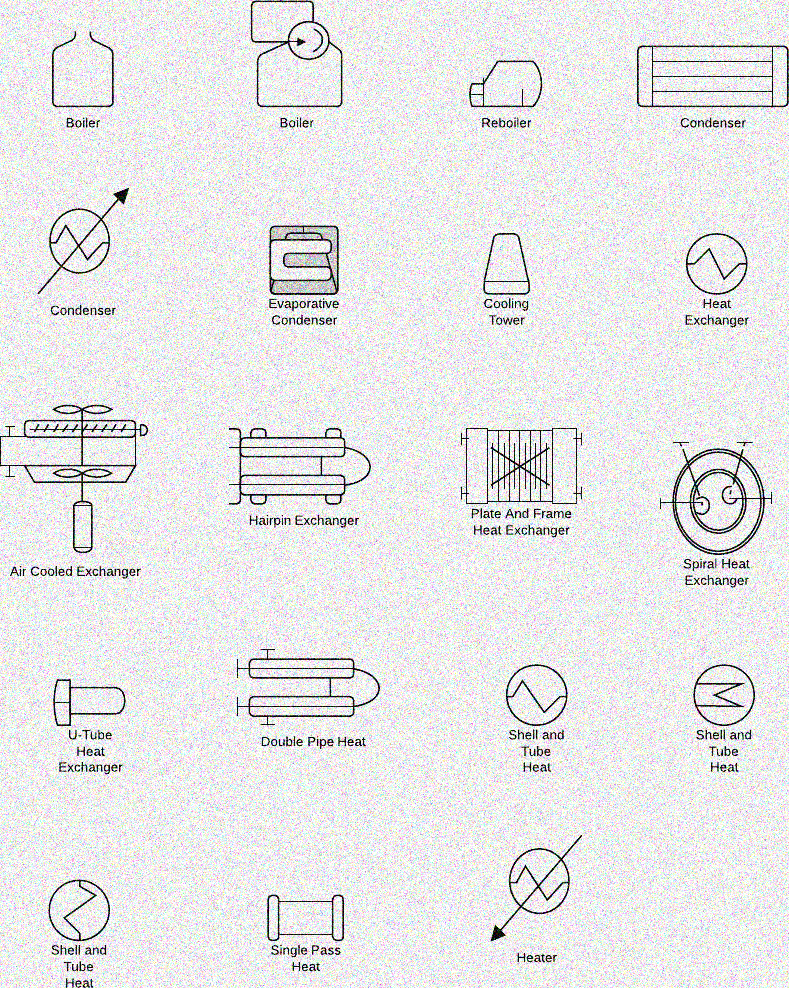 Boiler
Boiler
Reboiler
Condenser
Condenser
Evaporative
Condenser
Cooling
Tower
Heat
Exchanger
Air Cooled Exchanger
Hairpin Exchanger
Plate And Frame
Heat Exchanger
Spiral Heat
Exchanger
U-Tube
Heat
Exchanger
Double Pipe Heat
Shell and
Tube
Heat
Shell and
Tube
Heat
Shell and
Tube
Heat
Single Pass
Heat
Heater